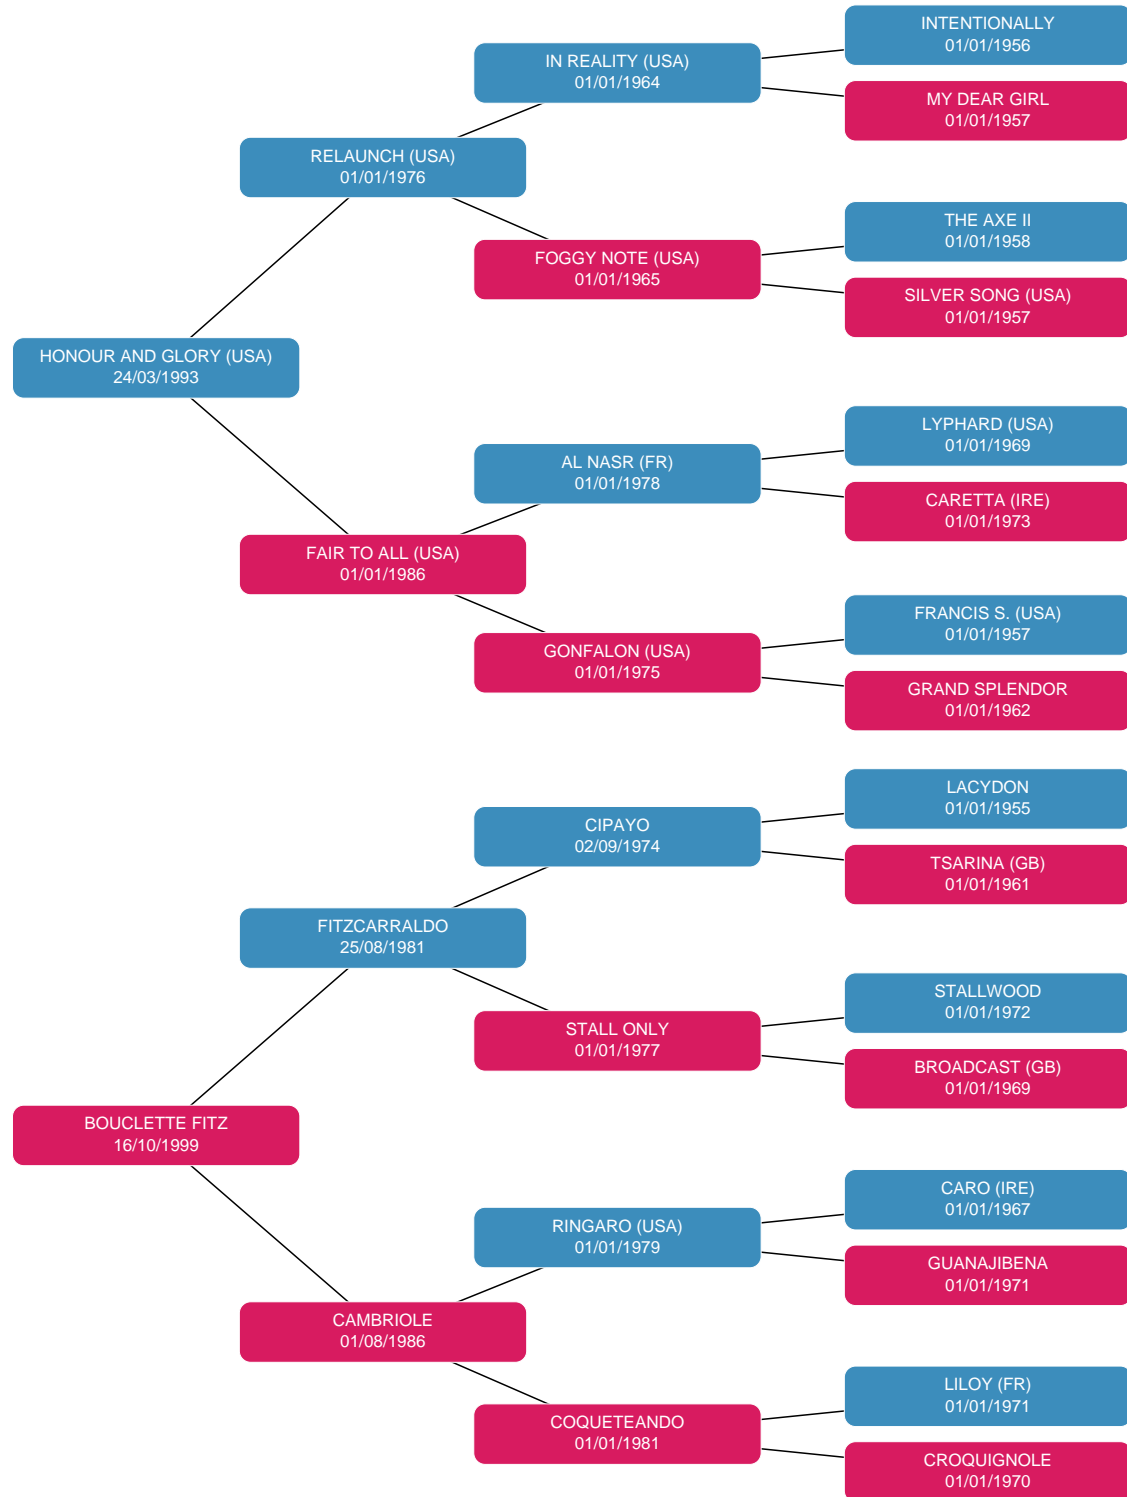 INTENTIONALLY
01/01/1956
IN REALITY (USA)
01/01/1964
MY DEAR GIRL
01/01/1957
RELAUNCH (USA)
01/01/1976
THE AXE II
01/01/1958
FOGGY NOTE (USA)
01/01/1965
SILVER SONG (USA)
01/01/1957
HONOUR AND GLORY (USA)
24/03/1993
LYPHARD (USA)
01/01/1969
AL NASR (FR)
01/01/1978
CARETTA (IRE)
01/01/1973
FAIR TO ALL (USA)
01/01/1986
FRANCIS S. (USA)
01/01/1957
GONFALON (USA)
01/01/1975
GRAND SPLENDOR
01/01/1962
LACYDON
01/01/1955
CIPAYO
02/09/1974
TSARINA (GB)
01/01/1961
FITZCARRALDO
25/08/1981
STALLWOOD
01/01/1972
STALL ONLY
01/01/1977
BROADCAST (GB)
01/01/1969
BOUCLETTE FITZ
16/10/1999
CARO (IRE)
01/01/1967
RINGARO (USA)
01/01/1979
GUANAJIBENA
01/01/1971
CAMBRIOLE
01/08/1986
LILOY (FR)
01/01/1971
COQUETEANDO
01/01/1981
CROQUIGNOLE
01/01/1970